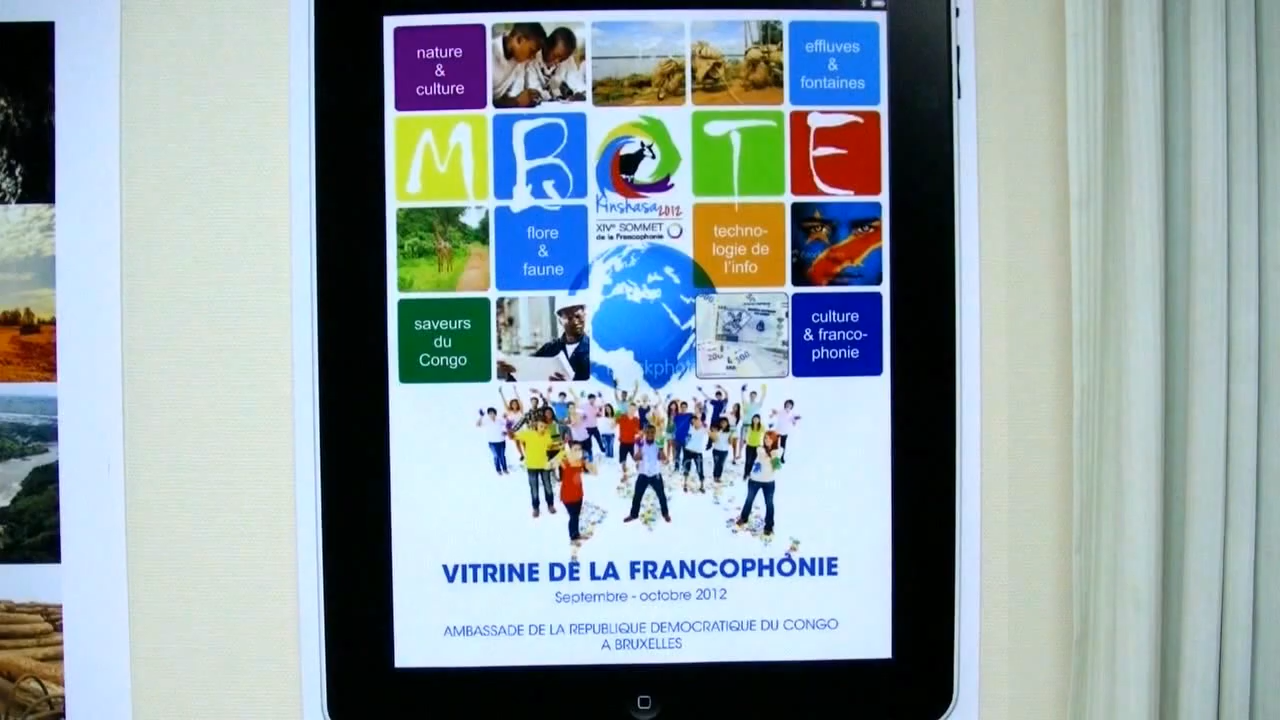 nature
&
culture
effluves
&
fontaines
MBOTE
Kinshasa 2012
XIVe SOMMET
de la Francophonie
flore
&
faune
techno-
logie de
l'info
saveurs
du
Congo
culture
& franco-
phonie
VITRINE DE LA FRANCOPHONIE
Septembre - octobre 2012
AMBASSADE DE LA REPUBLIQUE DEMOCRATIQUE DU CONGO
A BRUXELLES